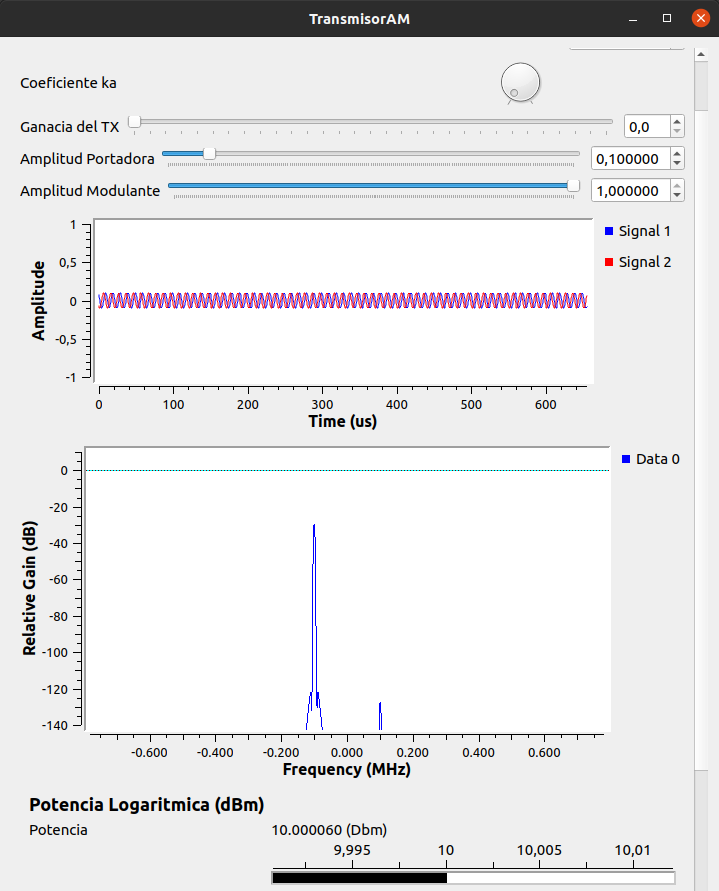 TransmisorAM
Coeficiente ka
Ganacia del TX 0,0
Amplitud Portadora 0,100000
Amplitud Modulante 1,000000
Signal 1
Signal 2
Amplitude
1
0,5
0
-0,5
-1
0 100 200 300 400 500 600
Time (us)
Data 0
Relative Gain (dB)
0
-20
-40
-60
-80
-100
-120
-140
-0.600 -0.400 -0.200 0.000 0.200 0.400 0.600
Frequency (MHz)
Potencia Logaritmica (dBm)
Potencia 10.000060 (Dbm)
9,995 10 10,005 10,01